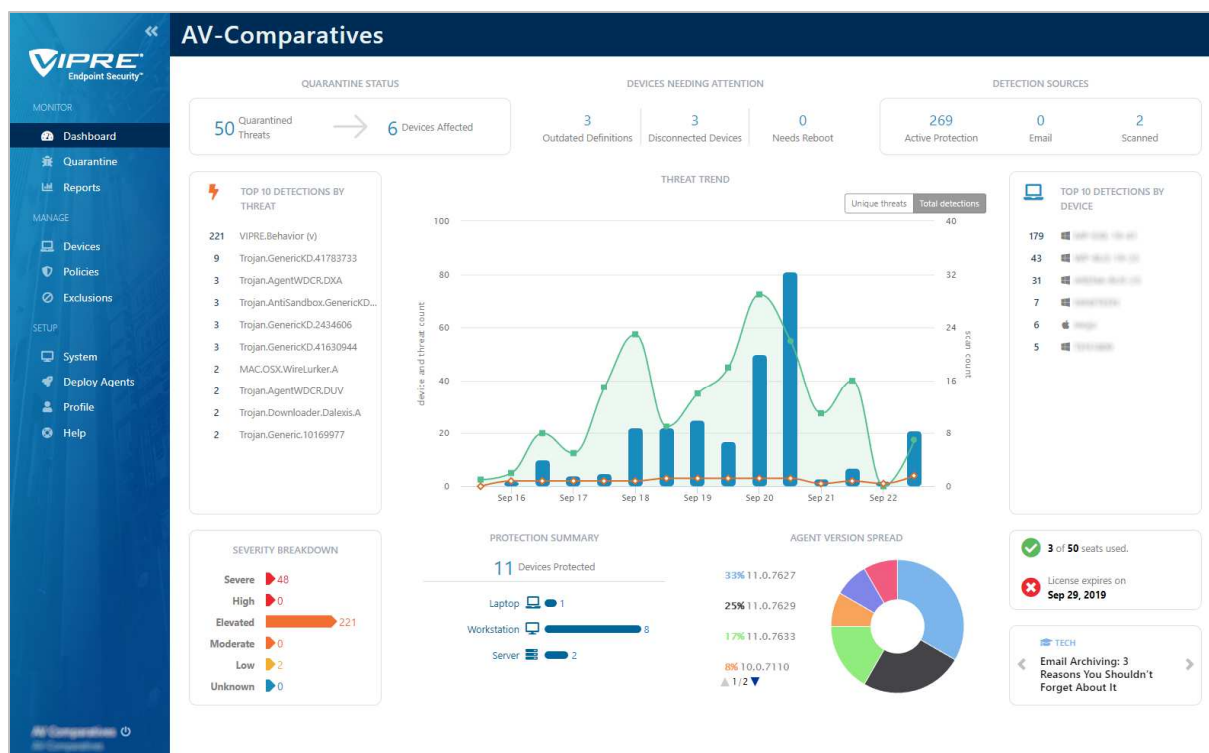 AV-Comparatives
VIPRE
Endpoint Security™
MONITOR
Dashboard
Quarantine
Reports
MANAGE
Devices
Policies
Exclusions
SETUP
System
Deploy Agents
Profile
Help
AV Comparatives
AV-Comparatives
QUARANTINE STATUS
50 Quarantined Threats
6 Devices Affected
DEVICES NEEDING ATTENTION
3 3 0
Outdated Definitions Disconnected Devices Needs Reboot
DETECTION SOURCES
269 0 2
Active Protection Email Scanned
TOP 10 DETECTIONS BY
THREAT
221 VIPRE.Behavior (v)
9 Trojan.GenericKD.41783733
3 Trojan.AgentWDCR.DXA
3 Trojan.AntiSandbox.GenericKD...
3 Trojan.GenericKD.2434606
3 Trojan.GenericKD.41630944
2 MAC.OSX.WireLurker.A
2 Trojan.AgentWDCR.DUV
2 Trojan.Downloader.Dalexis.A
2 Trojan.Generic.10169977
THREAT TREND
Unique threats Total detections
100 40
80 32
60 24
40 16
20 8
0 0
device and threat count
scan count
Sep 16 Sep 17 Sep 18 Sep 19 Sep 20 Sep 21 Sep 22
TOP 10 DETECTIONS BY
DEVICE
179
43
31
7
6
5
SEVERITY BREAKDOWN
Severe 48
High 0
Elevated 221
Moderate 0
Low 2
Unknown 0
PROTECTION SUMMARY
11 Devices Protected
Laptop 1
Workstation 8
Server 2
AGENT VERSION SPREAD
33% 11.0.7627
25% 11.0.7629
17% 11.0.7633
8% 10.0.7110
1/2
3 of 50 seats used.
License expires on
Sep 29, 2019
TECH
Email Archiving: 3
Reasons You Shouldn't
Forget About It